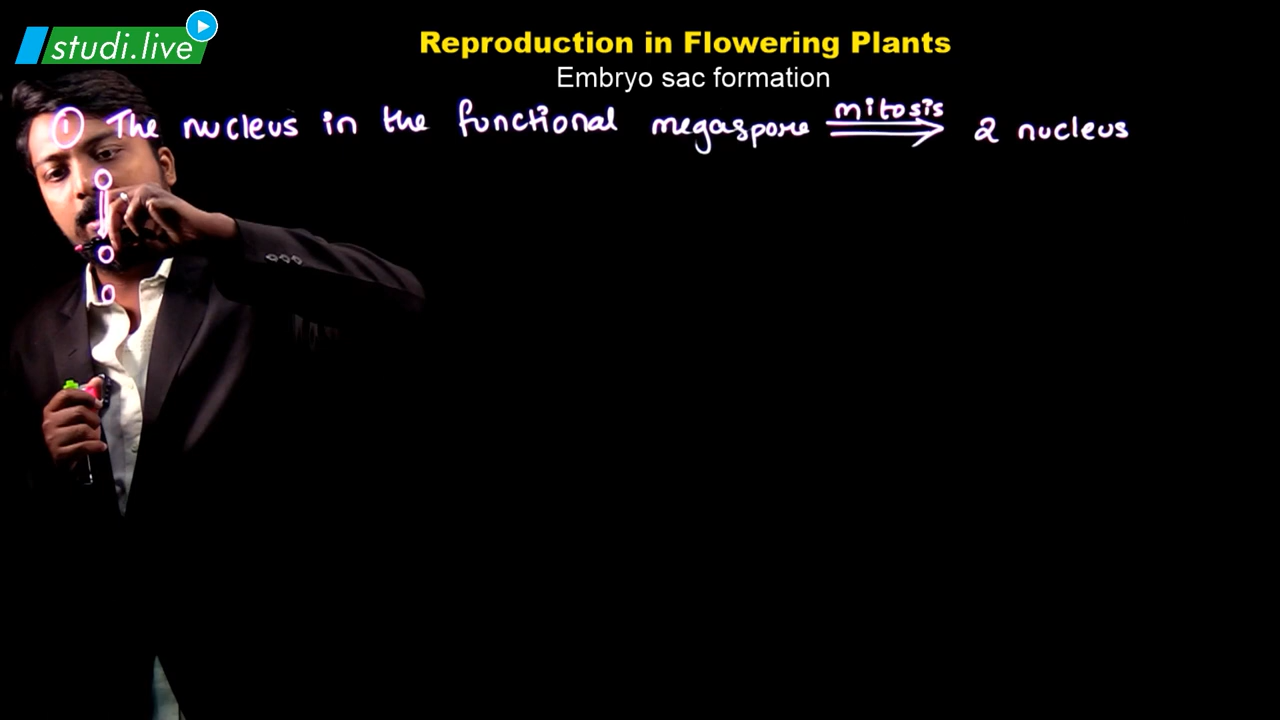 studi.live
Reproduction in Flowering Plants
Embryo sac formation
① The nucleus in the functional megaspore mitosis ⟹ 2 nucleus